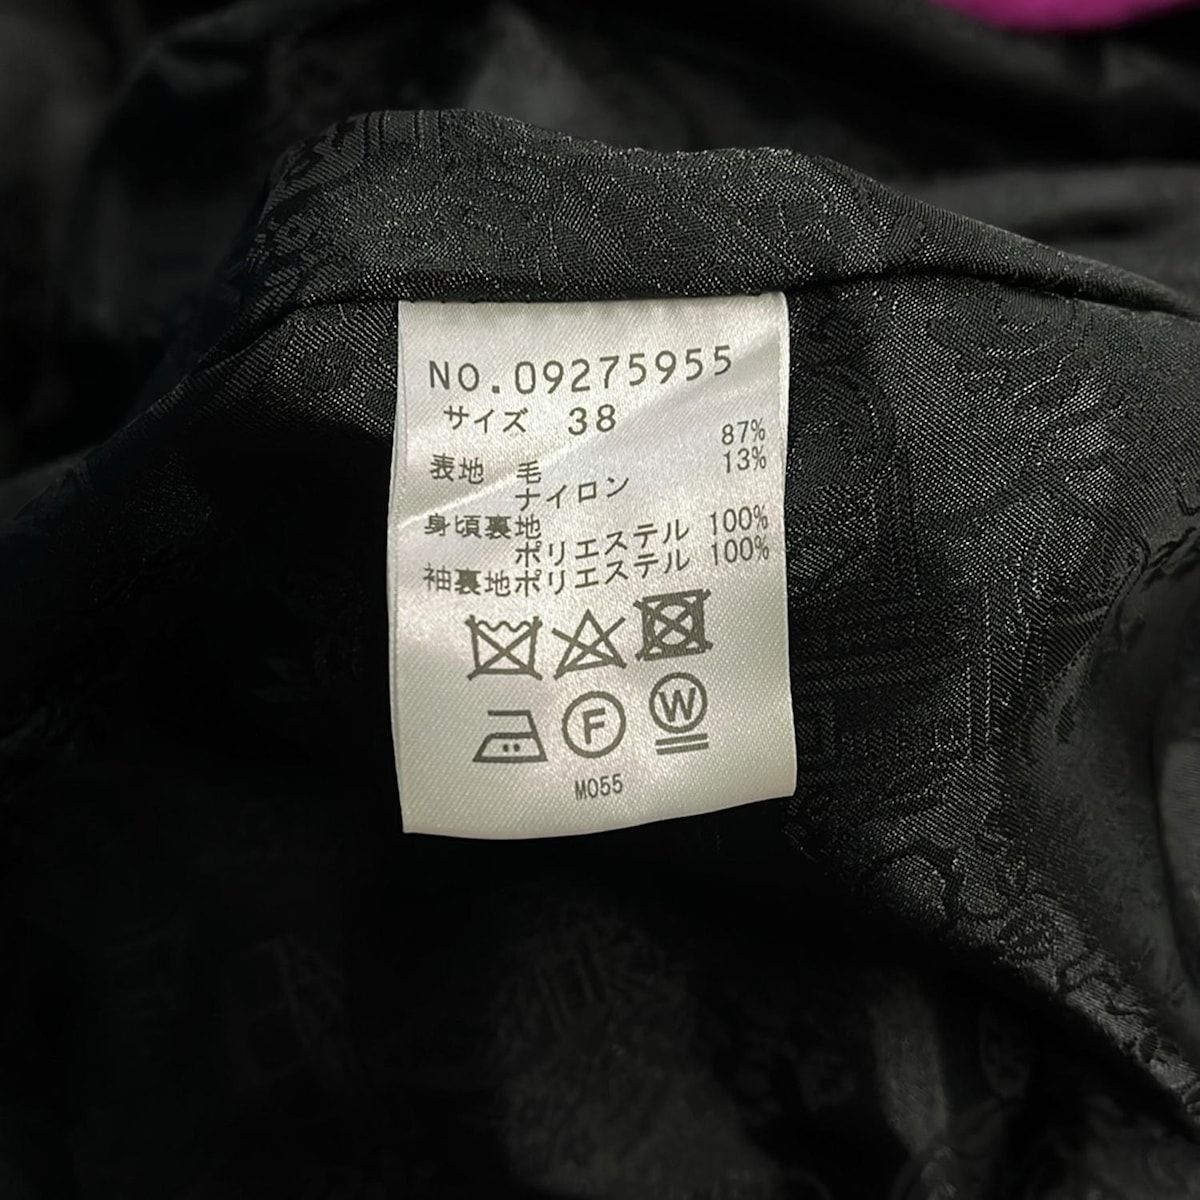 NO.09275955
サイズ 38
表地 毛 87%
ナイロン 13%
身頃裏地
ポリエステル 100%
袖裏地ポリエステル 100%
F W
M055